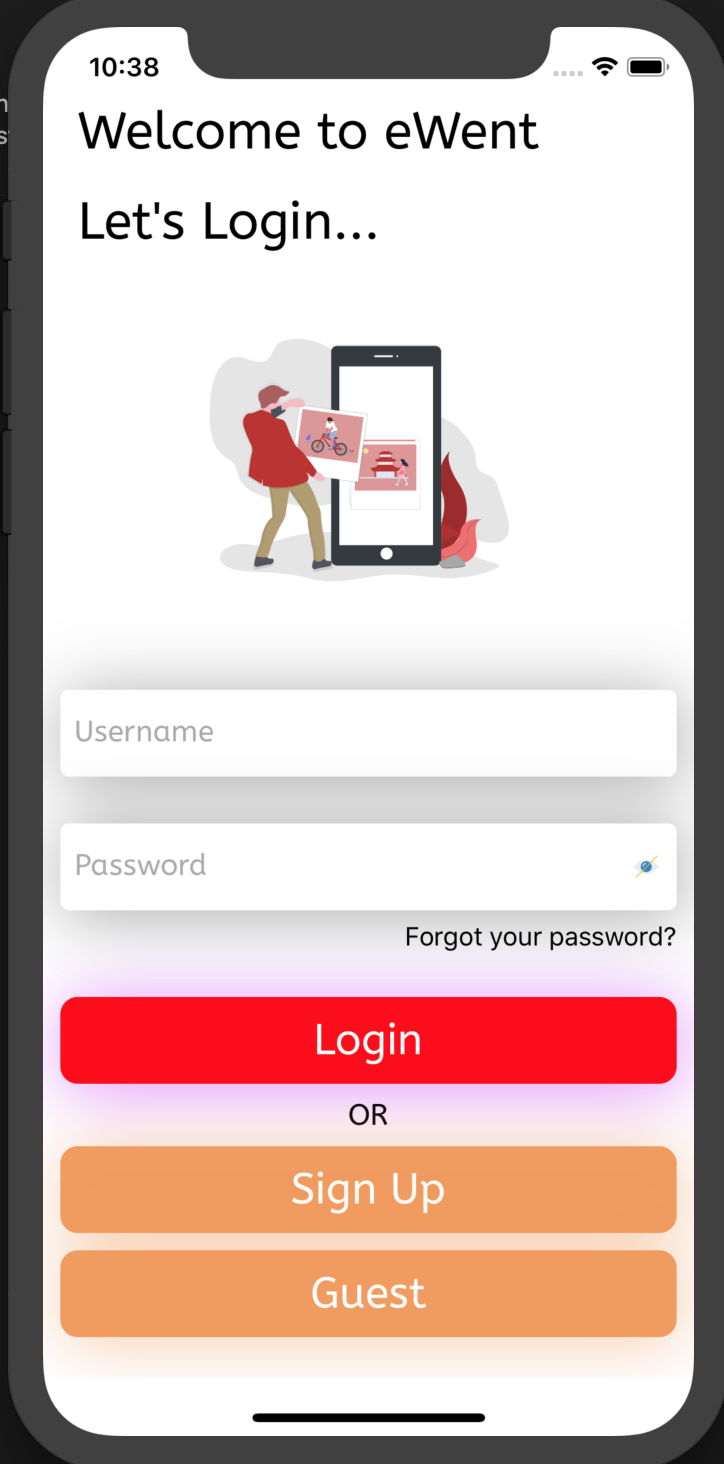 10:38
Welcome to eWent
Let's Login...
Username
Password
Forgot your password?
Login
OR
Sign Up
Guest